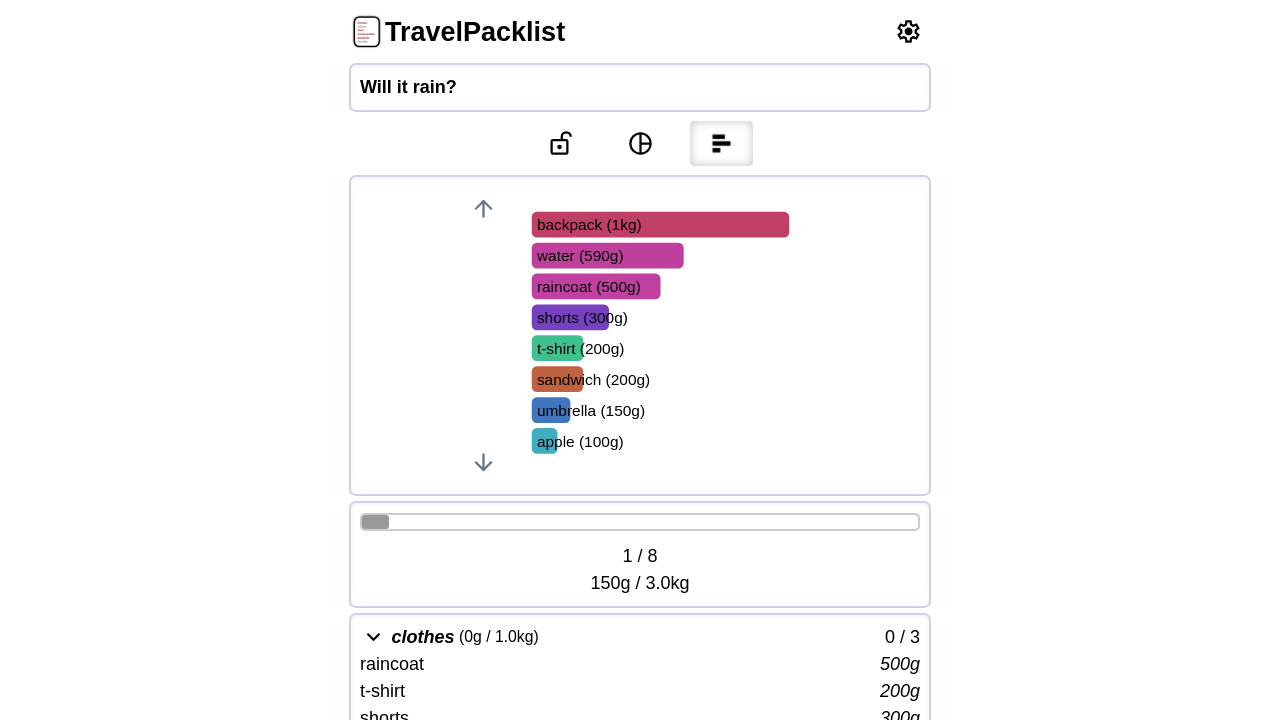 TravelPacklist
Will it rain?
backpack (1kg)
water (590g)
raincoat (500g)
shorts (300g)
t-shirt (200g)
sandwich (200g)
umbrella (150g)
apple (100g)
1 / 8
150g / 3.0kg
clothes (0g / 1.0kg) 0 / 3
raincoat 500g
t-shirt 200g
shorts 300g